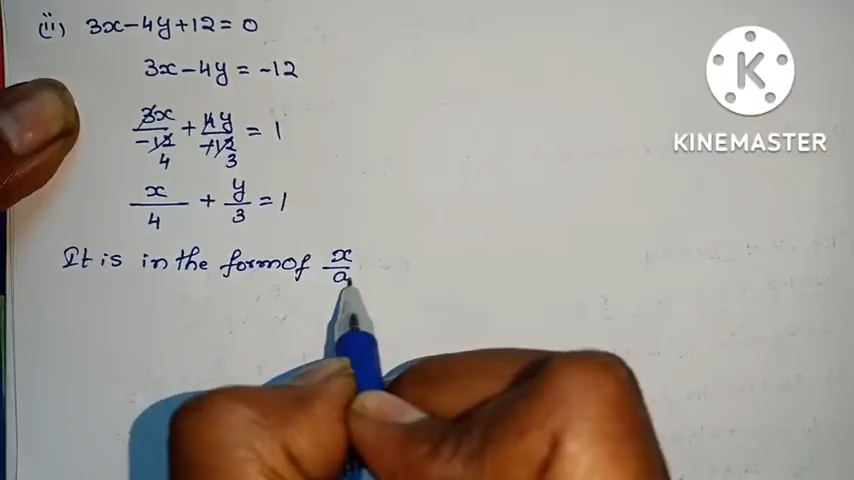 (ii) 3x-4y+12=0
3x-4y=-12
3x/-12 + 4y/+12 = 1
4 3
x/4 + y/3 = 1
It is in the form of x/a
K
KINEMASTER